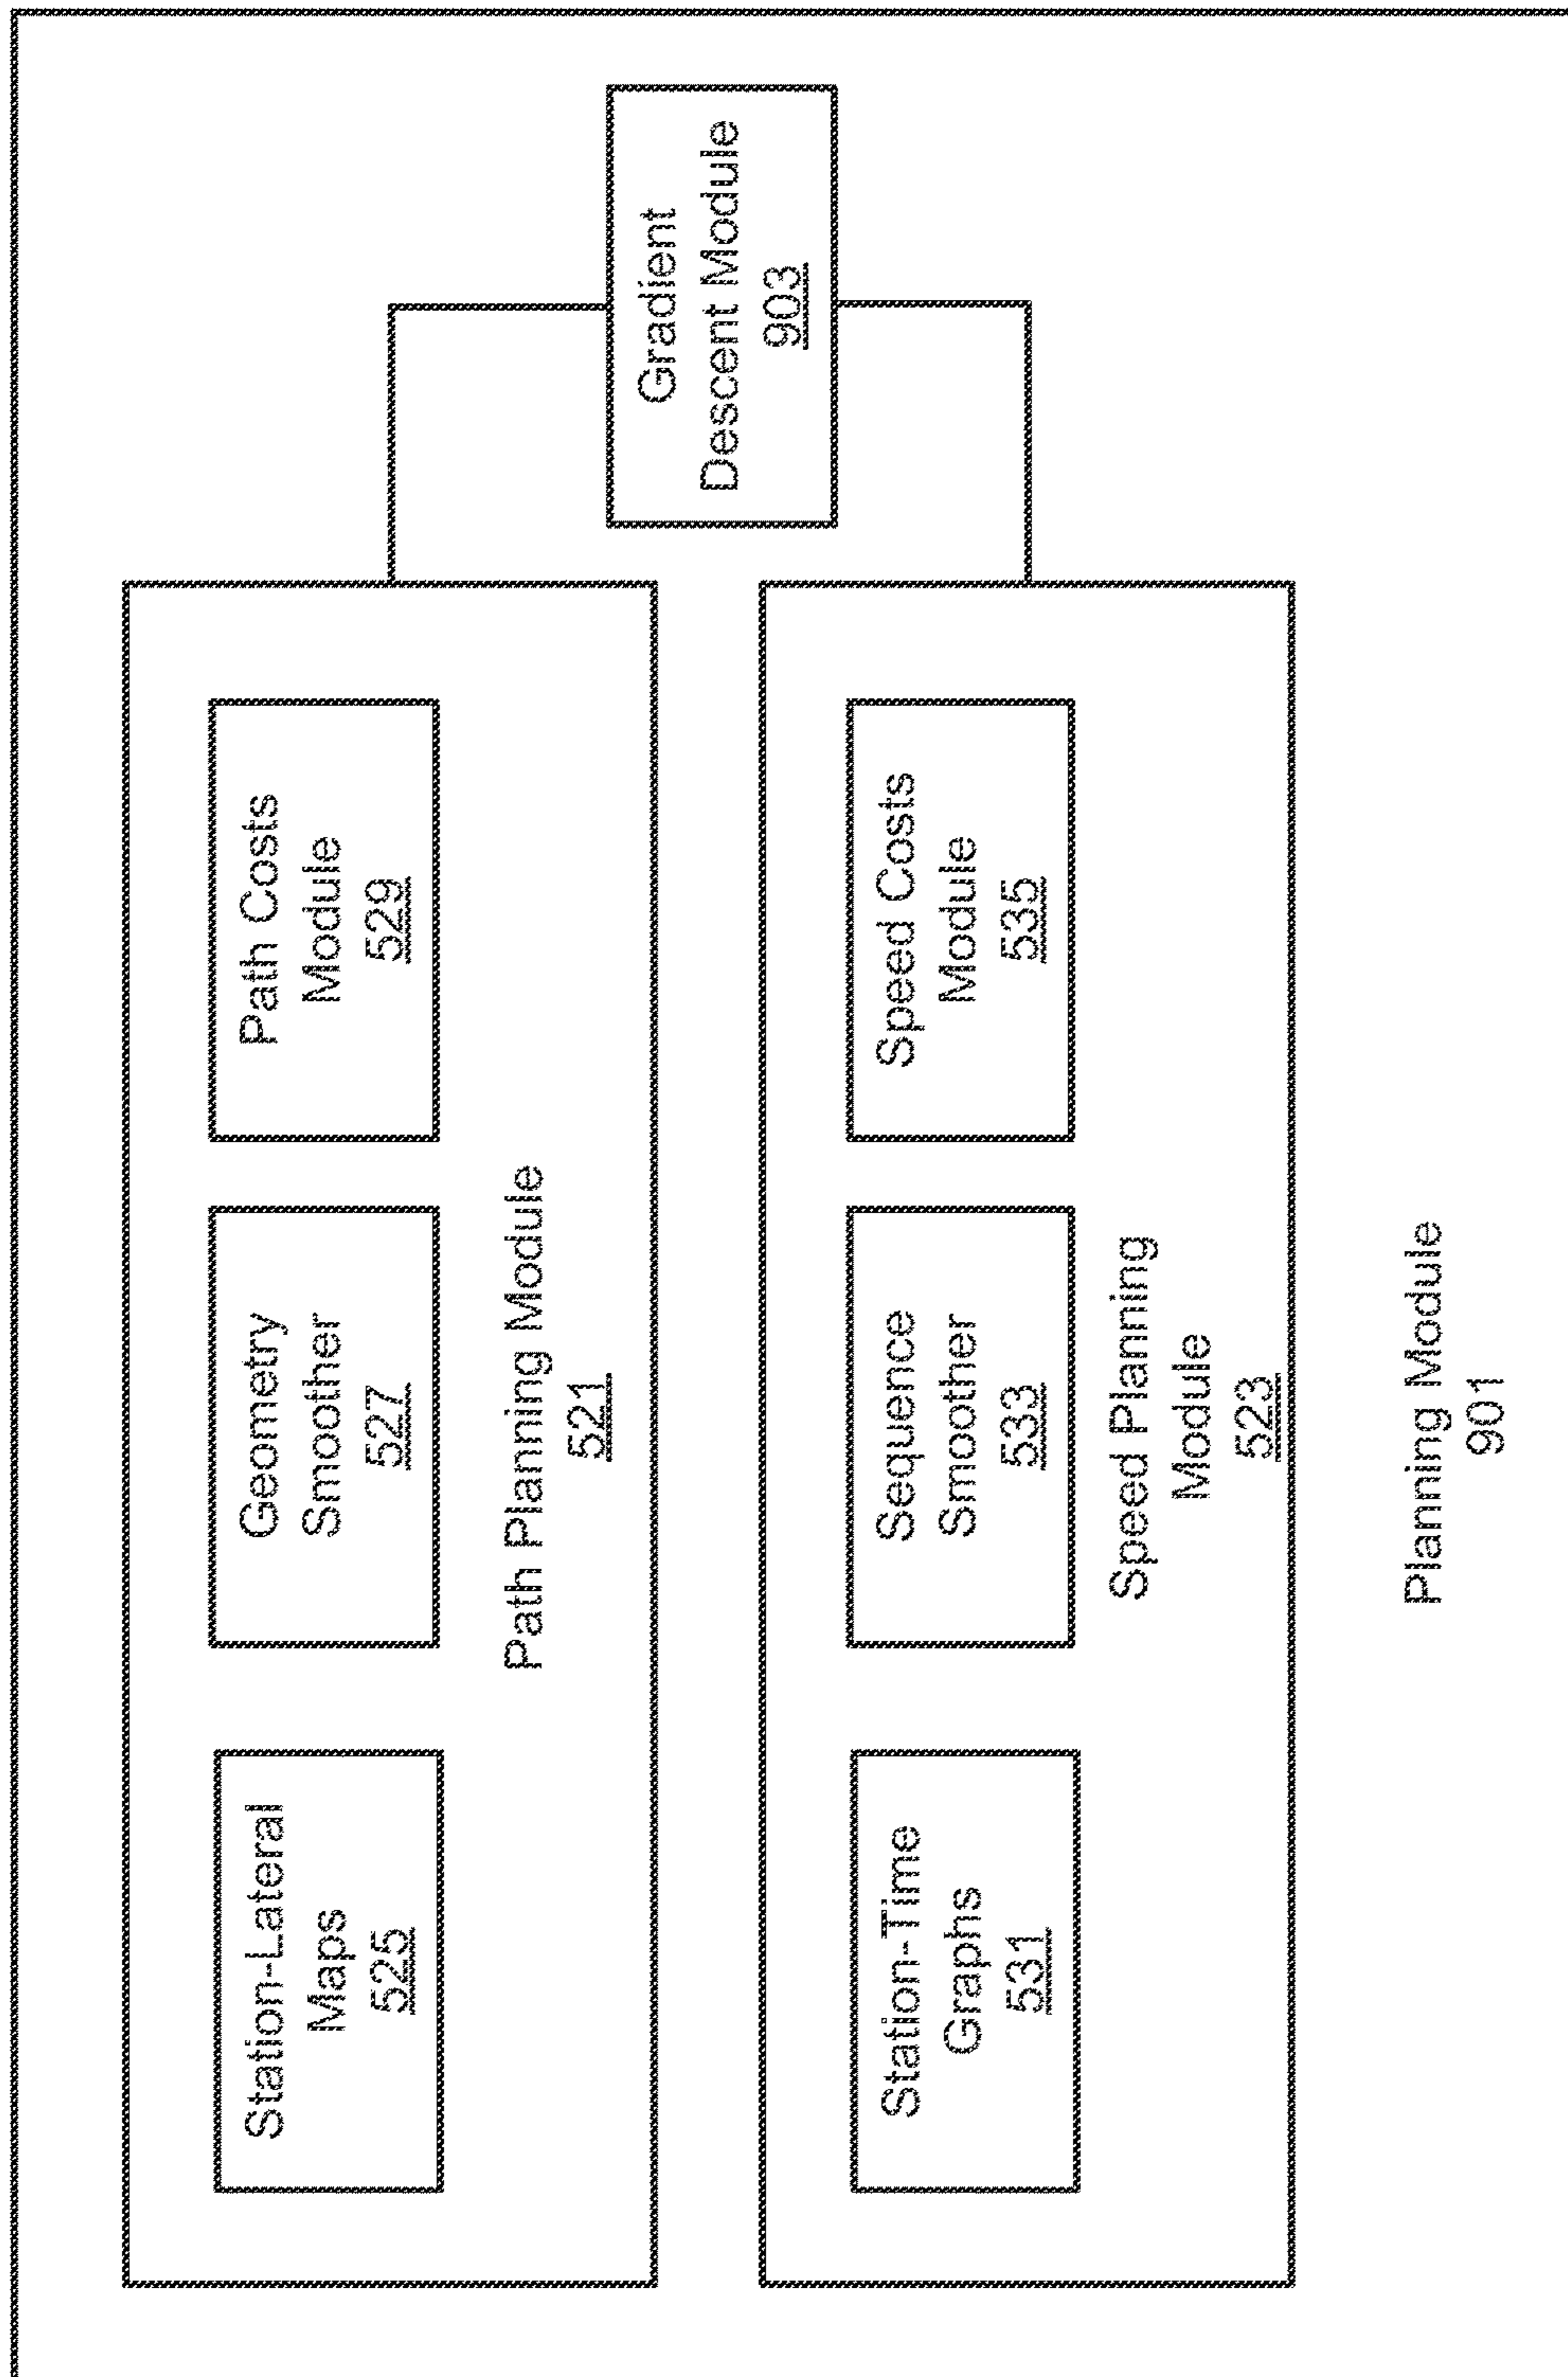 Station-Lateral
Maps
525
Geometry
Smoother
527
Path Costs
Module
529
Path Planning Module
521
Gradient
Descent Module
903
Station-Time
Graphs
531
Sequence
Smoother
533
Speed Costs
Module
535
Speed Planning
Module
523
Planning Module
901